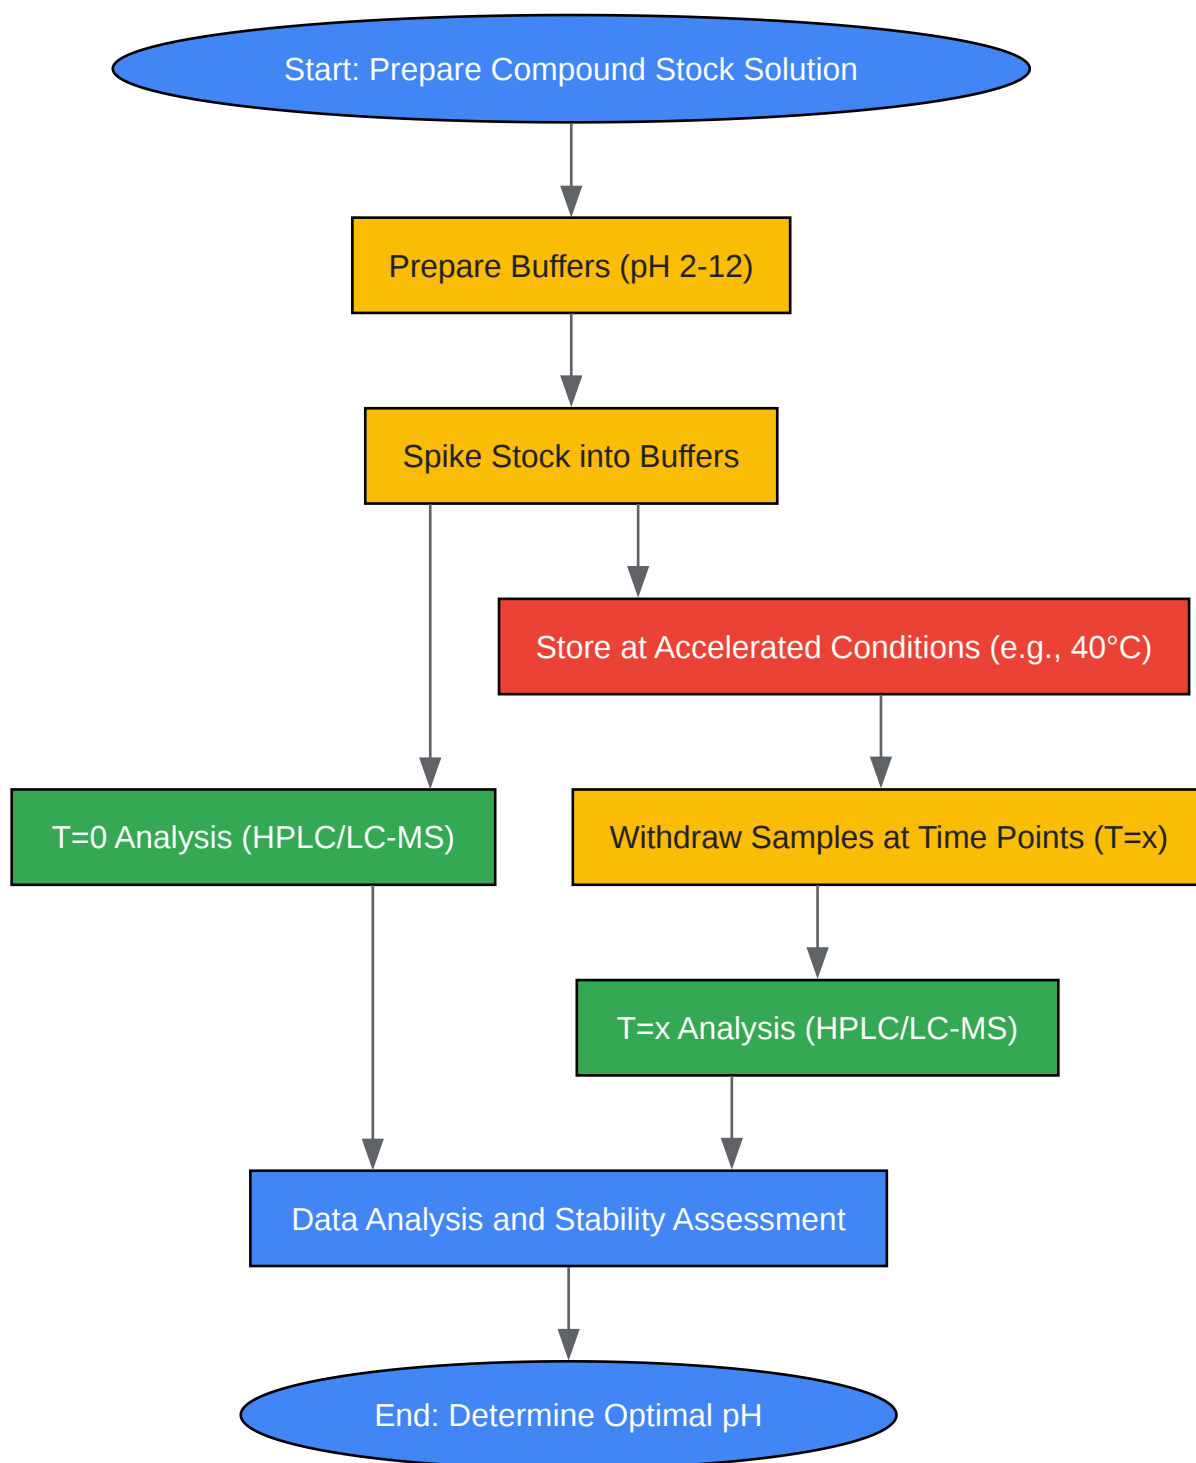 Start: Prepare Compound Stock Solution
Prepare Buffers (pH 2-12)
Spike Stock into Buffers
Store at Accelerated Conditions (e.g., 40°C)
T=0 Analysis (HPLC/LC-MS)
Withdraw Samples at Time Points (T=x)
T=x Analysis (HPLC/LC-MS)
Data Analysis and Stability Assessment
End: Determine Optimal pH